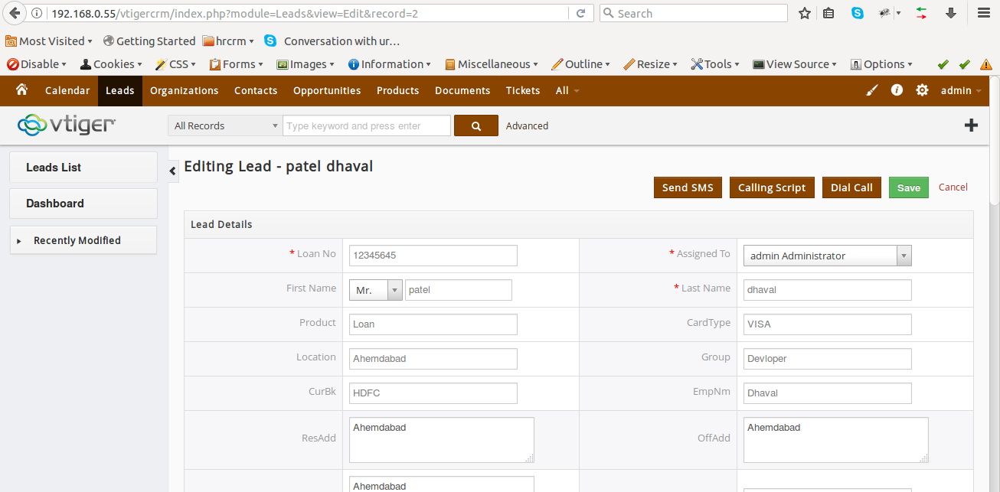 192.168.0.55/vtigercrm/index.php?module=Leads&view=Edit&record=2 Search
Most Visited Getting Started hrcrm Conversation with ur...
Disable Cookies CSS Forms Images Information Miscellaneous Outline Resize Tools View Source Options
Calendar Leads Organizations Contacts Opportunities Products Documents Tickets All admin
vtiger All Records Type keyword and press enter Advanced
Leads List
Dashboard
Recently Modified
Editing Lead - patel dhaval
Send SMS Calling Script Dial Call Save Cancel
Lead Details
* Loan No 12345645 * Assigned To admin Administrator
First Name Mr. patel * Last Name dhaval
Product Loan CardType VISA
Location Ahemdabad Group Devloper
CurBk HDFC EmpNm Dhaval
ResAdd Ahemdabad OffAdd Ahemdabad
Ahemdabad